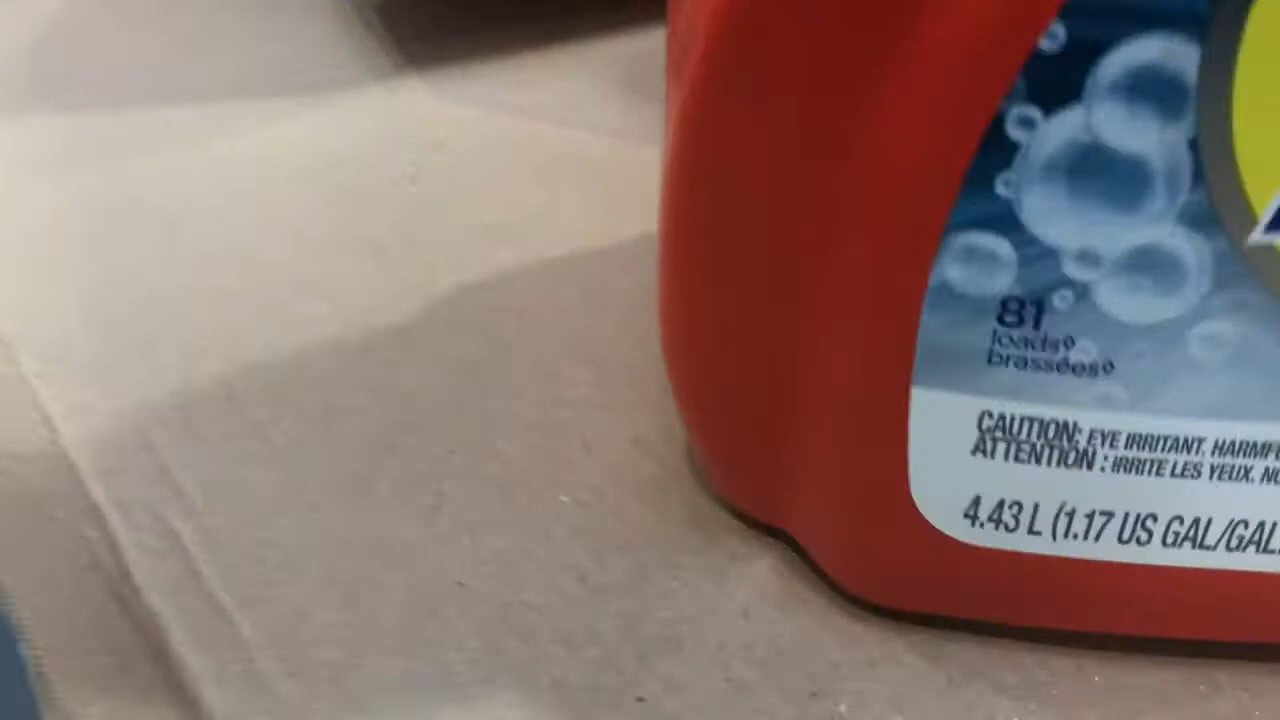 81
loads◊
brassées◊
CAUTION: EYE IRRITANT.
ATTENTION : IRRITE LES YEUX.
4.43 L (1.17 US GAL/GAL.